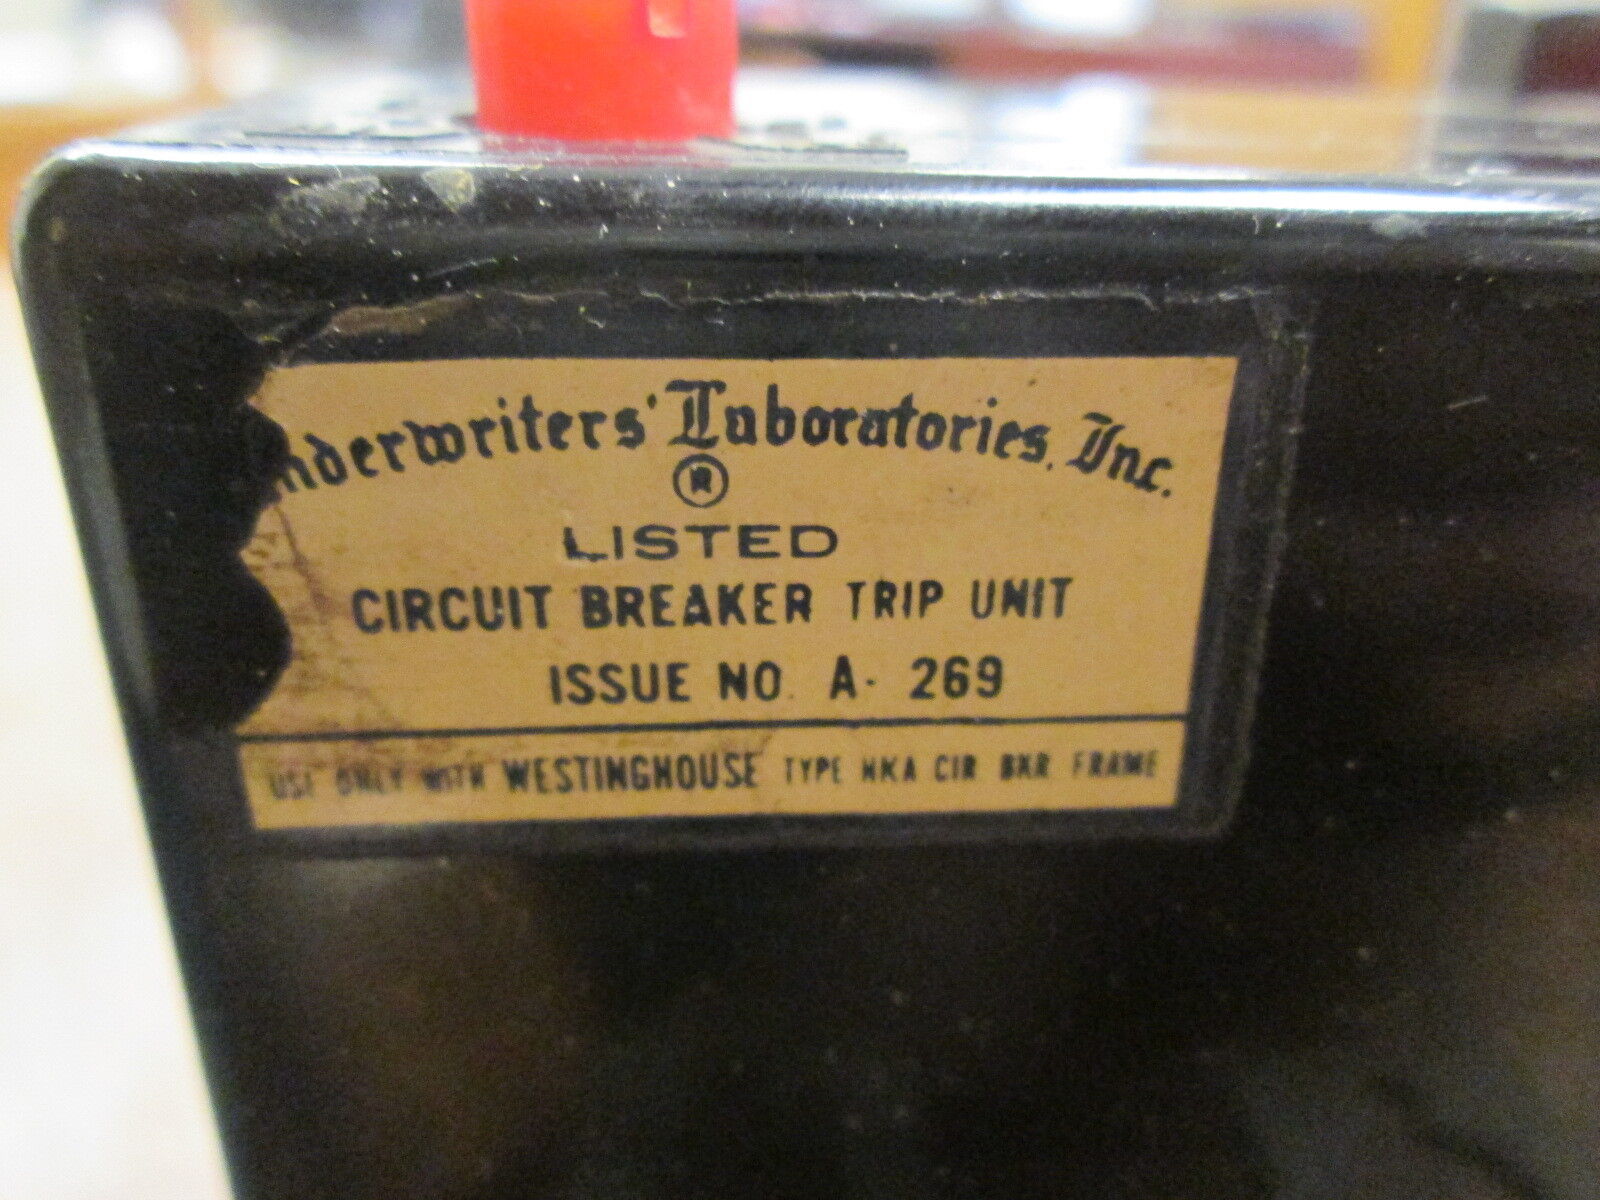 nderwriters' Laboratories, Inc.
®
LISTED
CIRCUIT BREAKER TRIP UNIT
ISSUE NO. A- 269
USE ONLY WITH WESTINGHOUSE TYPE HKA CIR BKR FRAME